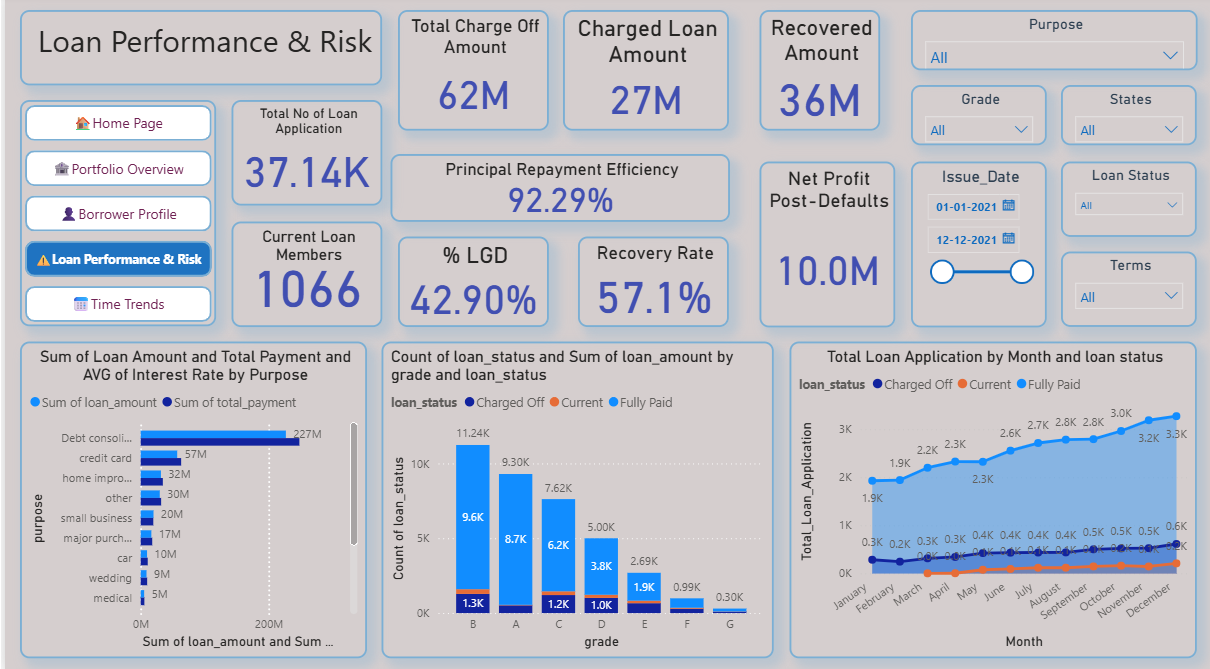 Loan Performance & Risk
Total Charge Off
Amount
62M
Charged Loan
Amount
27M
Recovered
Amount
36M
Purpose
All
Grade
All
States
All
Home Page
Portfolio Overview
Borrower Profile
Loan Performance & Risk
Time Trends
Total No of Loan
Application
37.14K
Current Loan
Members
1066
Principal Repayment Efficiency
92.29%
% LGD
42.90%
Recovery Rate
57.1%
Net Profit
Post-Defaults
10.0M
Issue_Date
01-01-2021
12-12-2021
Loan Status
All
Terms
All
Sum of Loan Amount and Total Payment and
AVG of Interest Rate by Purpose
Sum of loan_amount Sum of total_payment
purpose
Debt consoli... 227M
credit card 57M
home impro... 32M
other 30M
small business 20M
major purch... 17M
car 10M
wedding 9M
medical 5M
0M 200M
Sum of loan_amount and Sum ...
Count of loan_status and Sum of loan_amount by
grade and loan_status
loan_status Charged Off Current Fully Paid
Count of loan_status
10K
5K
0K
11.24K
9.6K
1.3K
9.30K
8.7K
7.62K
6.2K
1.2K
5.00K
3.8K
1.0K
2.69K
1.9K
0.99K
0.30K
B A C D E F G
grade
Total Loan Application by Month and loan status
loan_status Charged Off Current Fully Paid
Total_Loan_Application
3K
2K
1K
0K
1.9K 1.9K 2.2K 2.3K 2.3K 2.6K 2.7K 2.8K 2.8K 3.0K 3.2K 3.3K
0.3K 0.2K 0.3K 0.3K 0.4K 0.4K 0.4K 0.4K 0.5K 0.5K 0.5K 0.6K
January February March April May June July August September October November December
Month